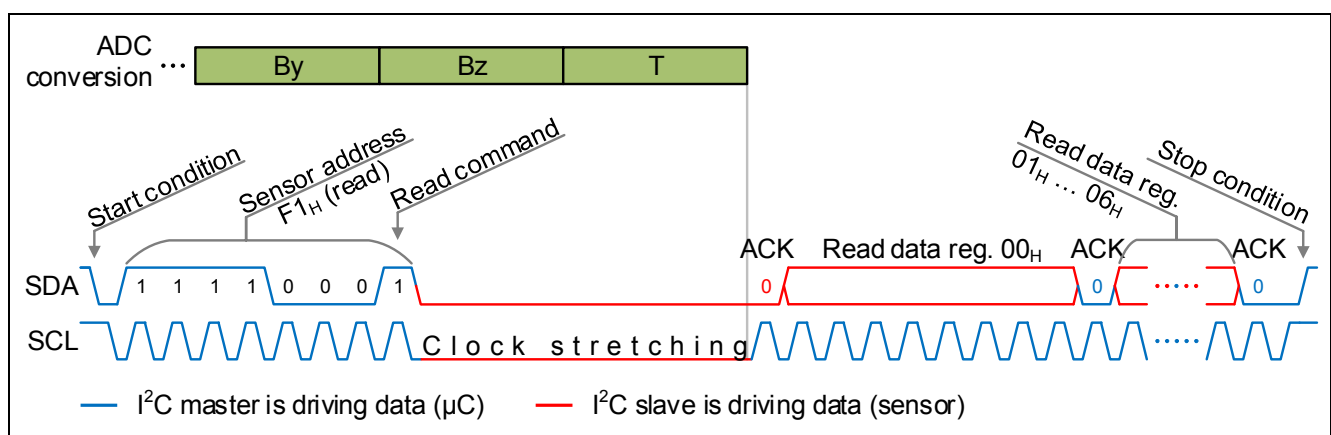 ADC conversion ··· By Bz T
Start condition
Sensor address
F1H (read)
Read command
Read data reg.
01H ... 06H
Stop condition
ACK Read data reg. 00H ACK ACK
SDA 1 1 1 1 0 0 0 1 0 0 ····· 0
SCL Clock stretching ·····
I²C master is driving data (µC) I²C slave is driving data (sensor)